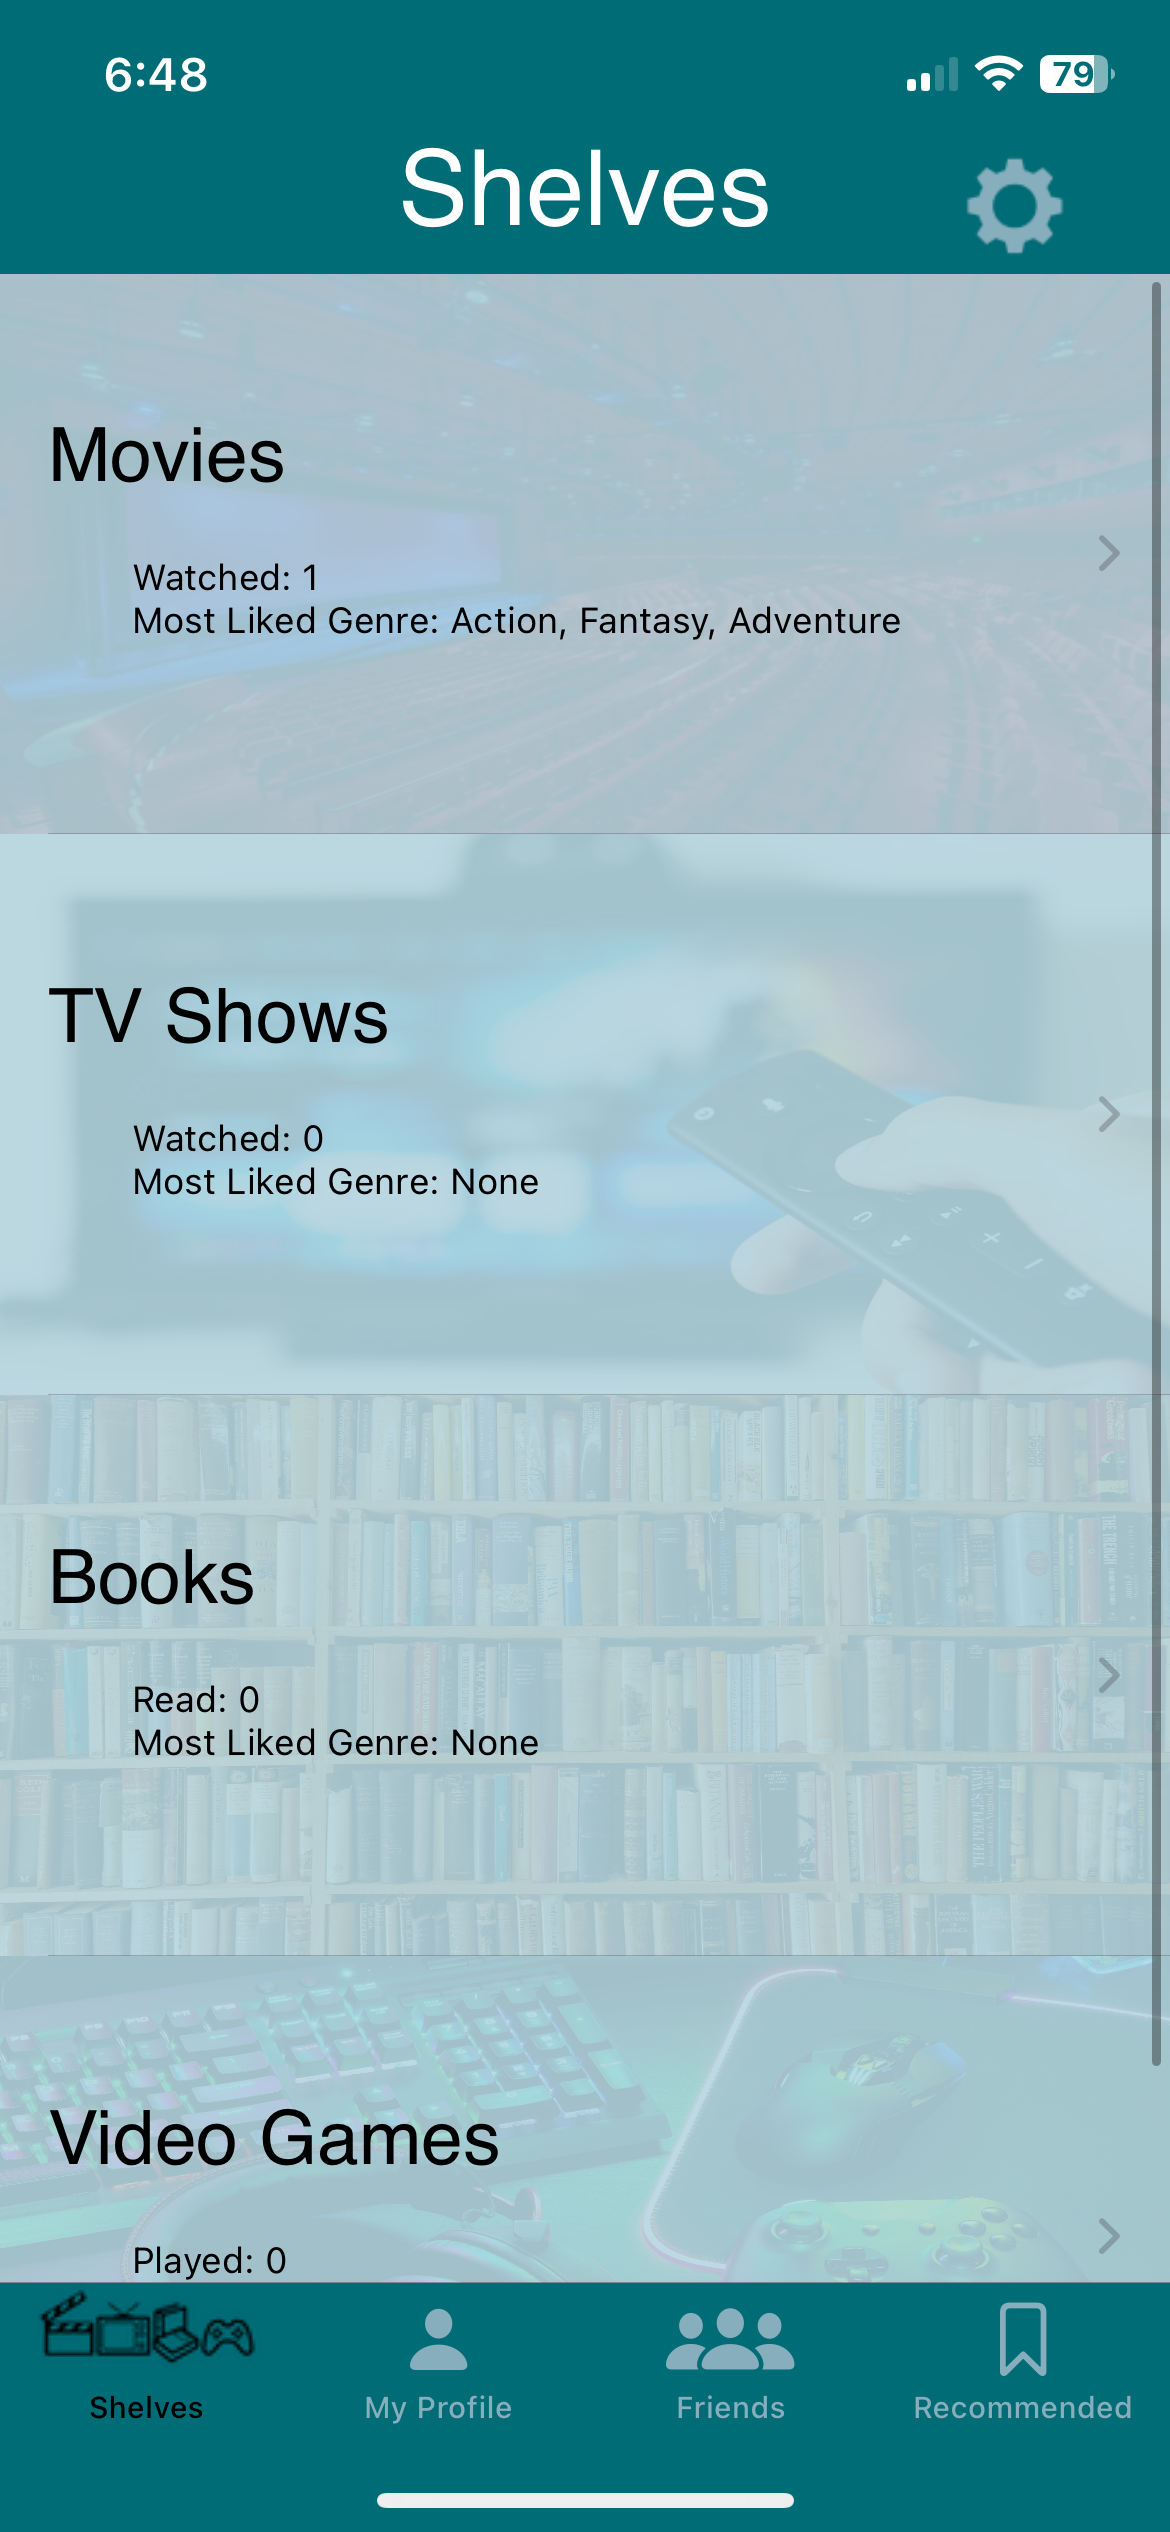 6:48
79
Shelves
Movies
Watched: 1
Most Liked Genre: Action, Fantasy, Adventure
TV Shows
Watched: 0
Most Liked Genre: None
Books
Read: 0
Most Liked Genre: None
Video Games
Played: 0
Shelves
My Profile
Friends
Recommended